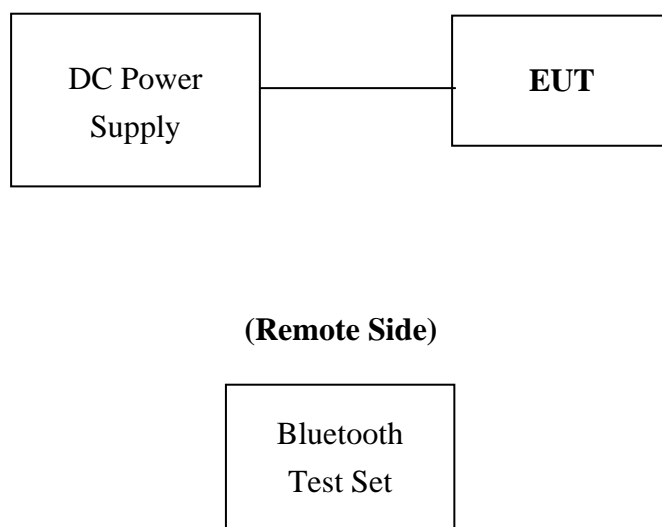 DC Power
Supply
EUT
(Remote Side)
Bluetooth
Test Set